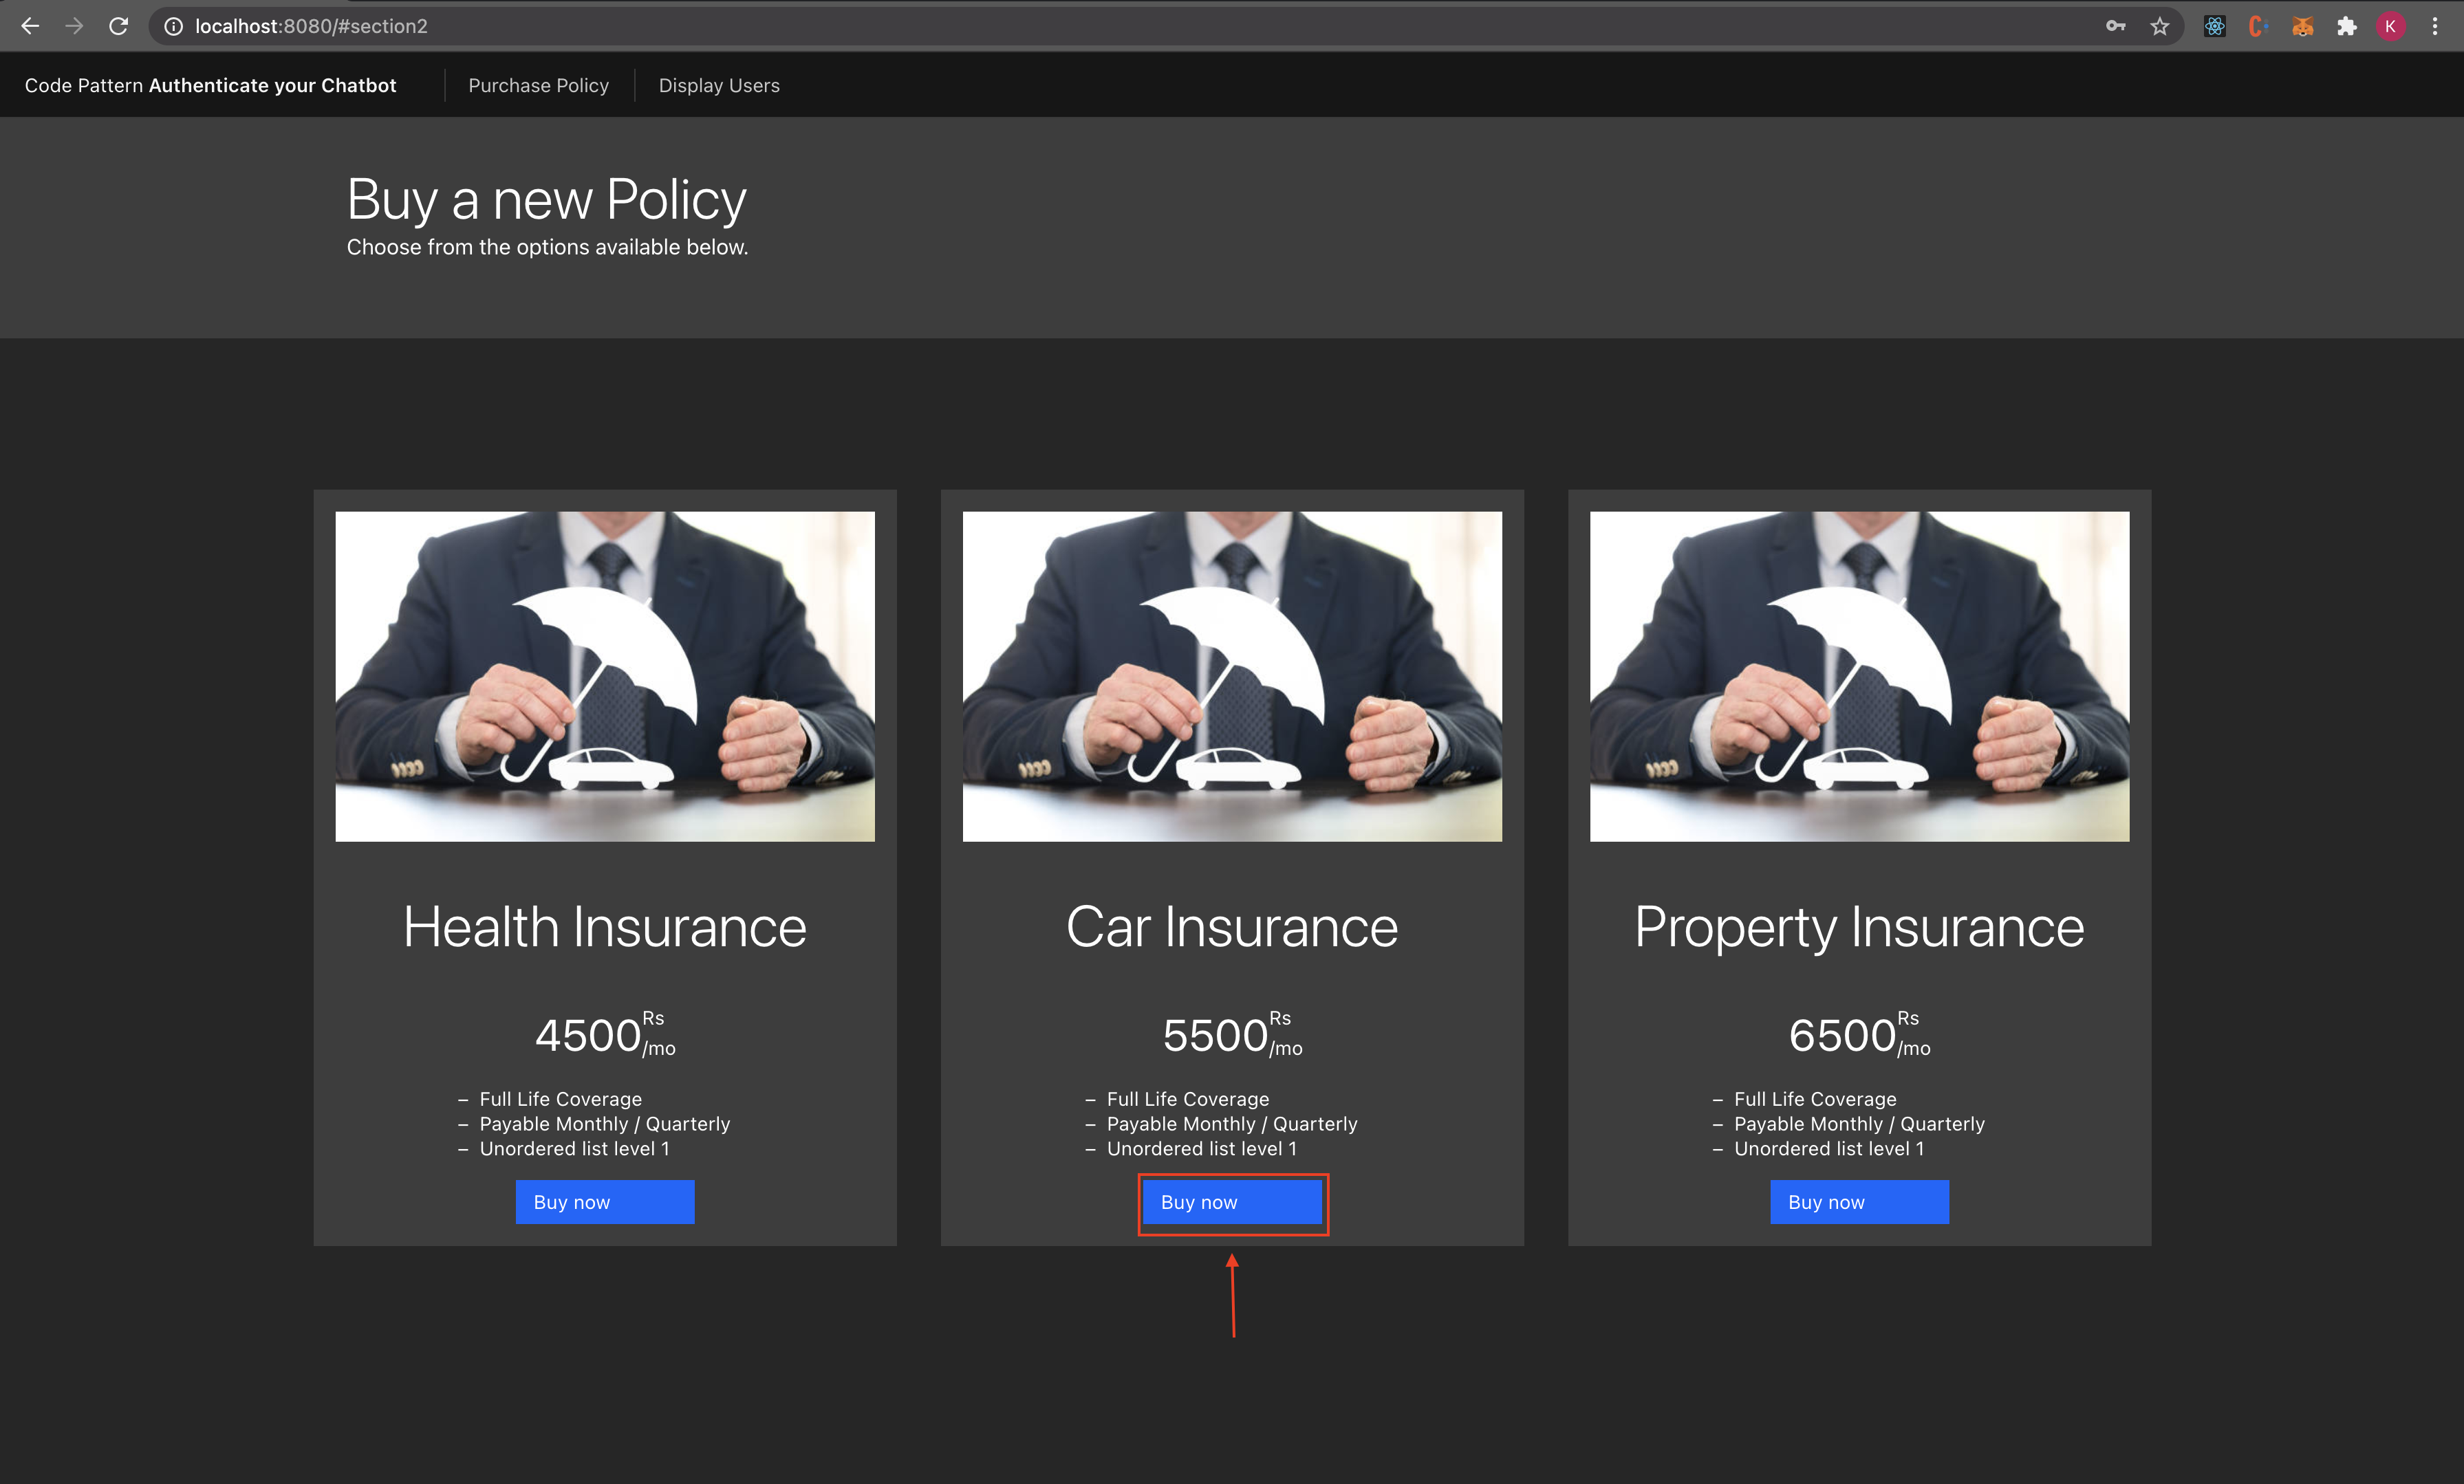 localhost:8080/#section2
K
Code Pattern Authenticate your Chatbot
Purchase Policy
Display Users
Buy a new Policy
Choose from the options available below.
Health Insurance
4500 Rs /mo
– Full Life Coverage
– Payable Monthly / Quarterly
– Unordered list level 1
Buy now
Car Insurance
5500 Rs /mo
– Full Life Coverage
– Payable Monthly / Quarterly
– Unordered list level 1
Buy now
Property Insurance
6500 Rs /mo
– Full Life Coverage
– Payable Monthly / Quarterly
– Unordered list level 1
Buy now